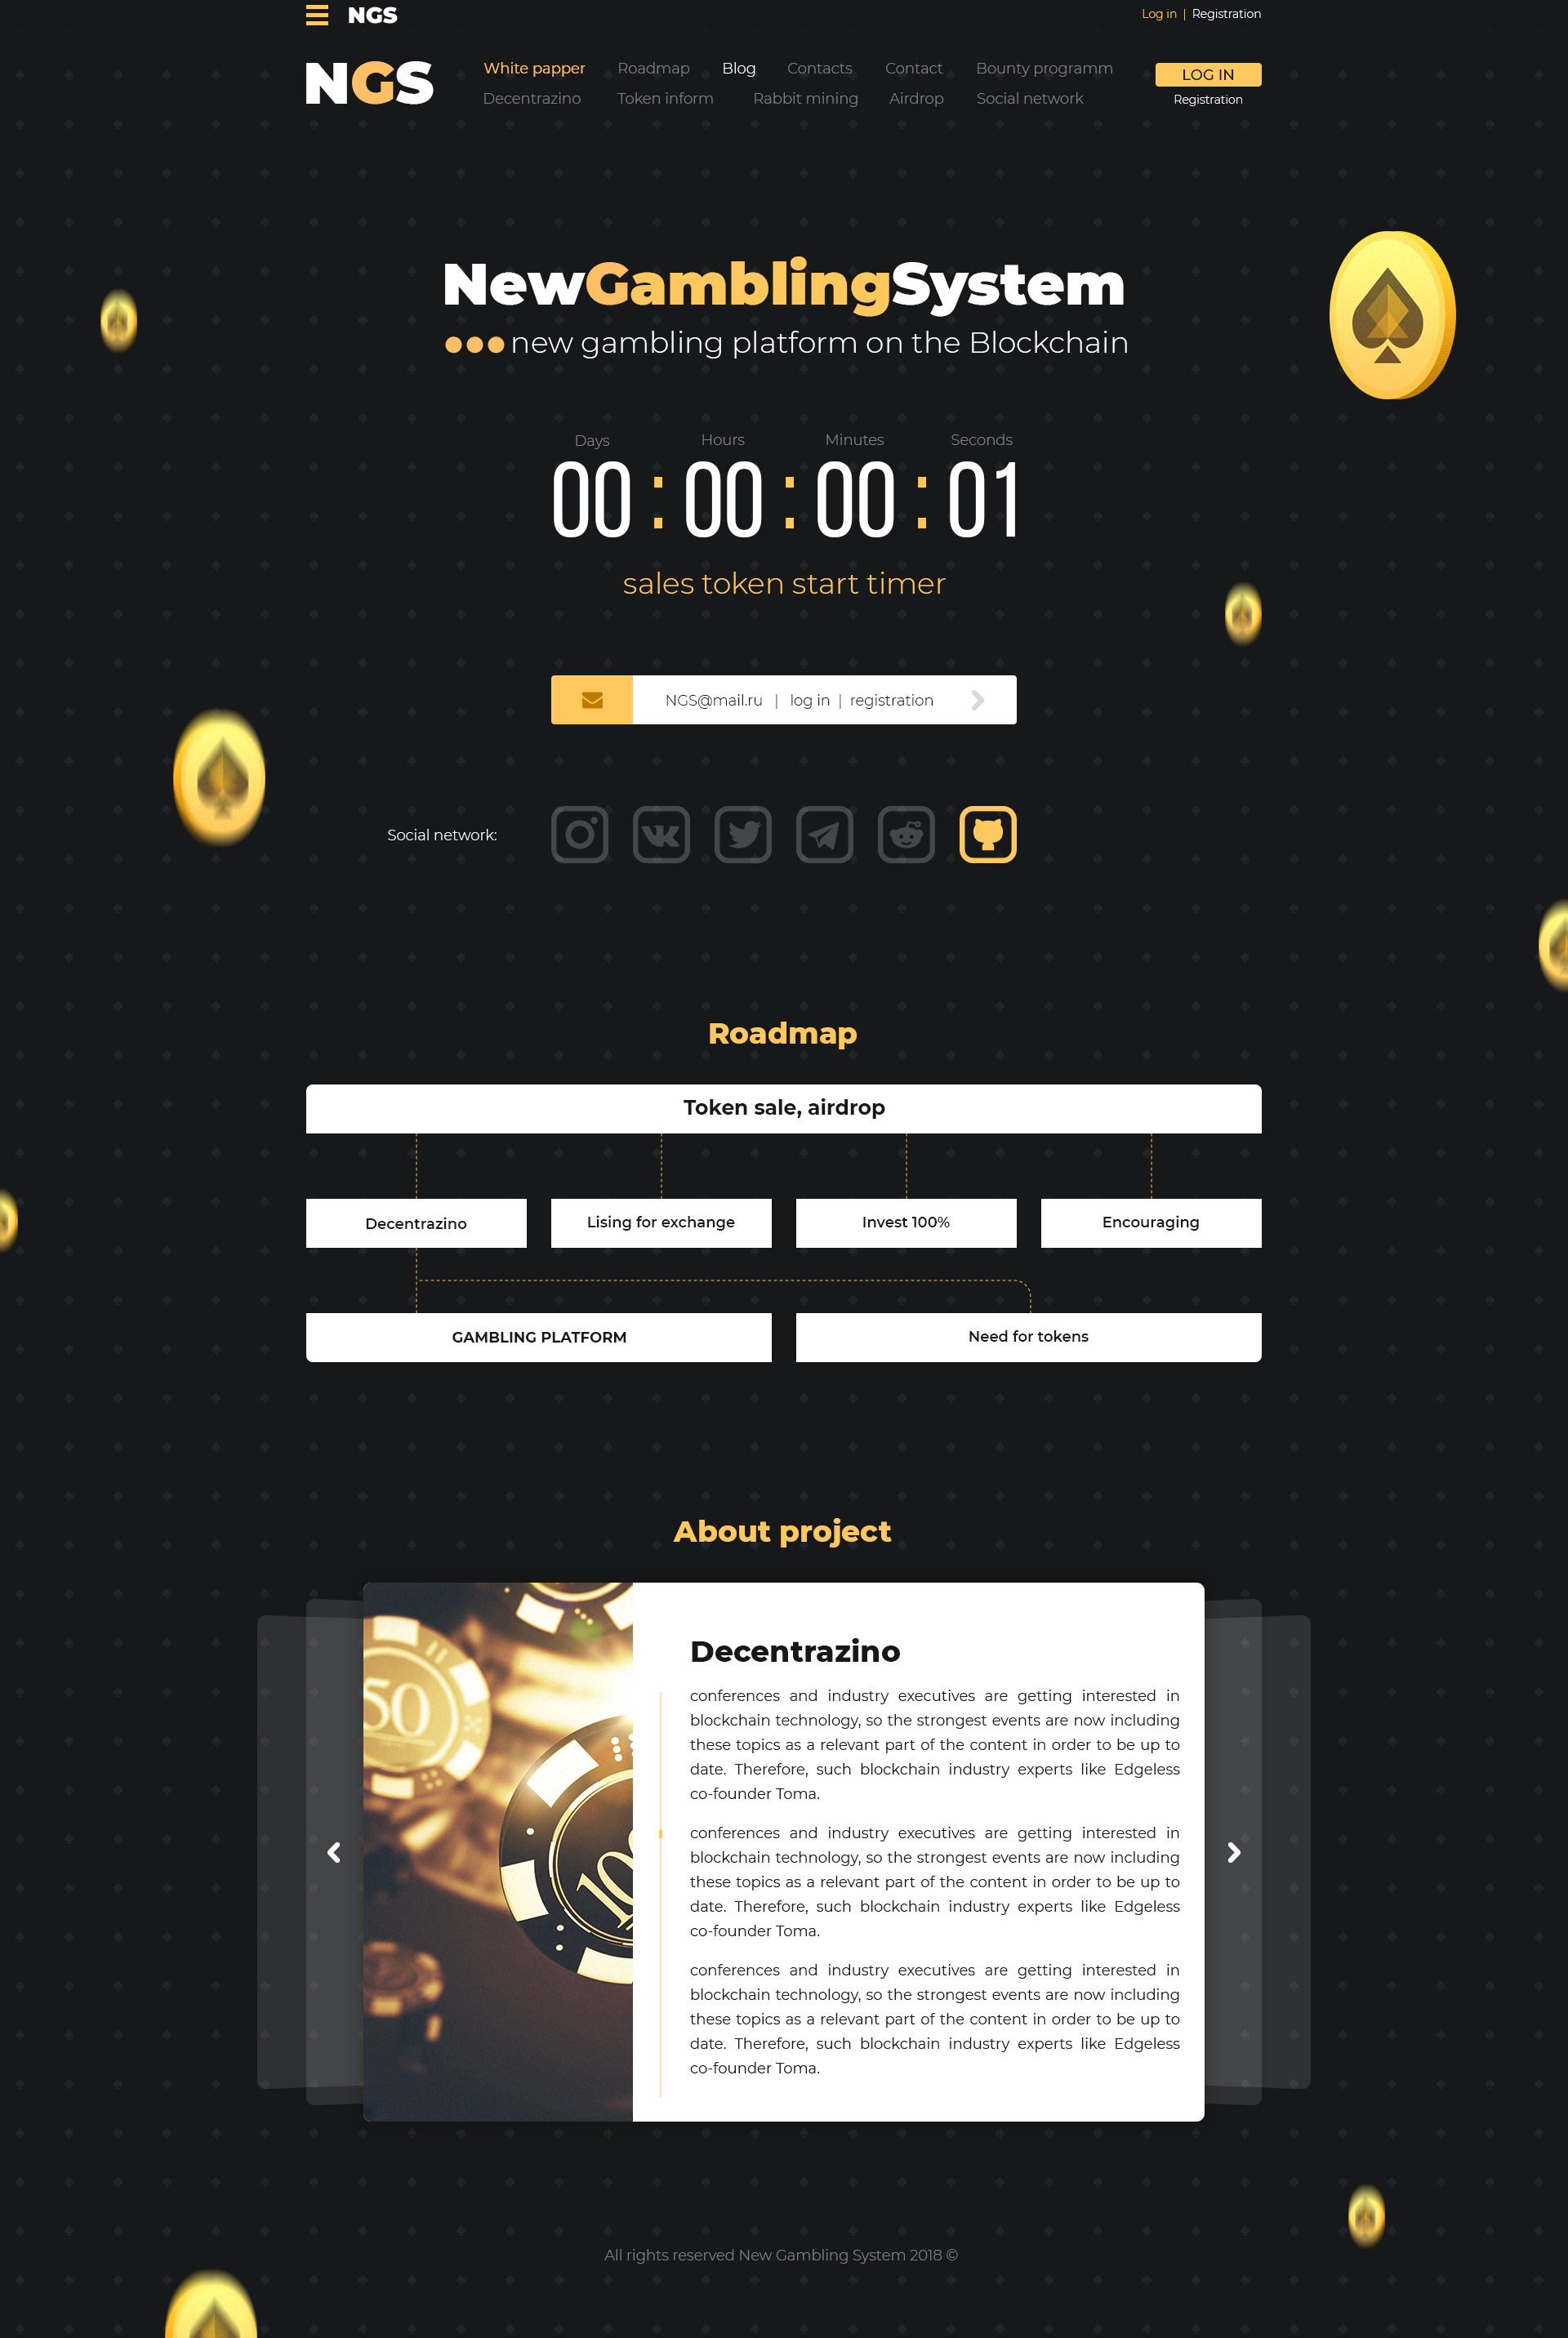 NGS
Log in | Registration
NGS
White papper Roadmap Blog Contacts Contact Bounty programm
LOG IN
Decentrazino Token inform Rabbit mining Airdrop Social network
Registration
NewGamblingSystem
new gambling platform on the Blockchain
Days Hours Minutes Seconds
00 : 00 : 00 : 01
sales token start timer
NGS@mail.ru | log in | registration
Social network:
Roadmap
Token sale, airdrop
Decentrazino Lising for exchange Invest 100% Encouraging
GAMBLING PLATFORM Need for tokens
About project
50
100
Decentrazino
conferences and industry executives are getting interested in
blockchain technology, so the strongest events are now including
these topics as a relevant part of the content in order to be up to
date. Therefore, such blockchain industry experts like Edgeless
co-founder Toma.
conferences and industry executives are getting interested in
blockchain technology, so the strongest events are now including
these topics as a relevant part of the content in order to be up to
date. Therefore, such blockchain industry experts like Edgeless
co-founder Toma.
conferences and industry executives are getting interested in
blockchain technology, so the strongest events are now including
these topics as a relevant part of the content in order to be up to
date. Therefore, such blockchain industry experts like Edgeless
co-founder Toma.
All rights reserved New Gambling System 2018 ©